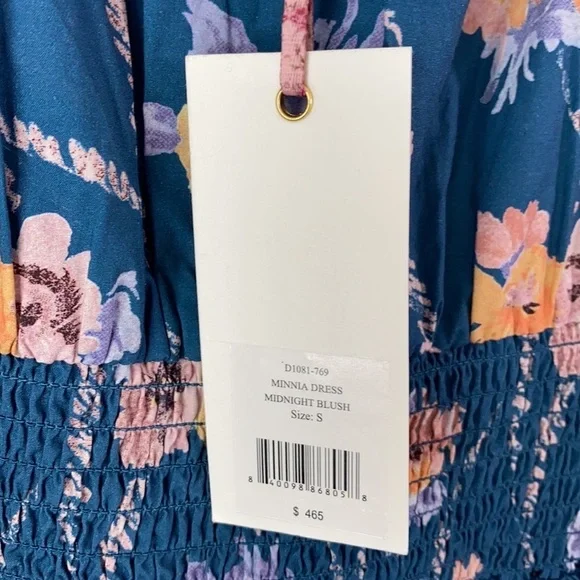 D1081-769
MINNIA DRESS
MIDNIGHT BLUSH
Size: S
8 40098 86805 8
$ 465